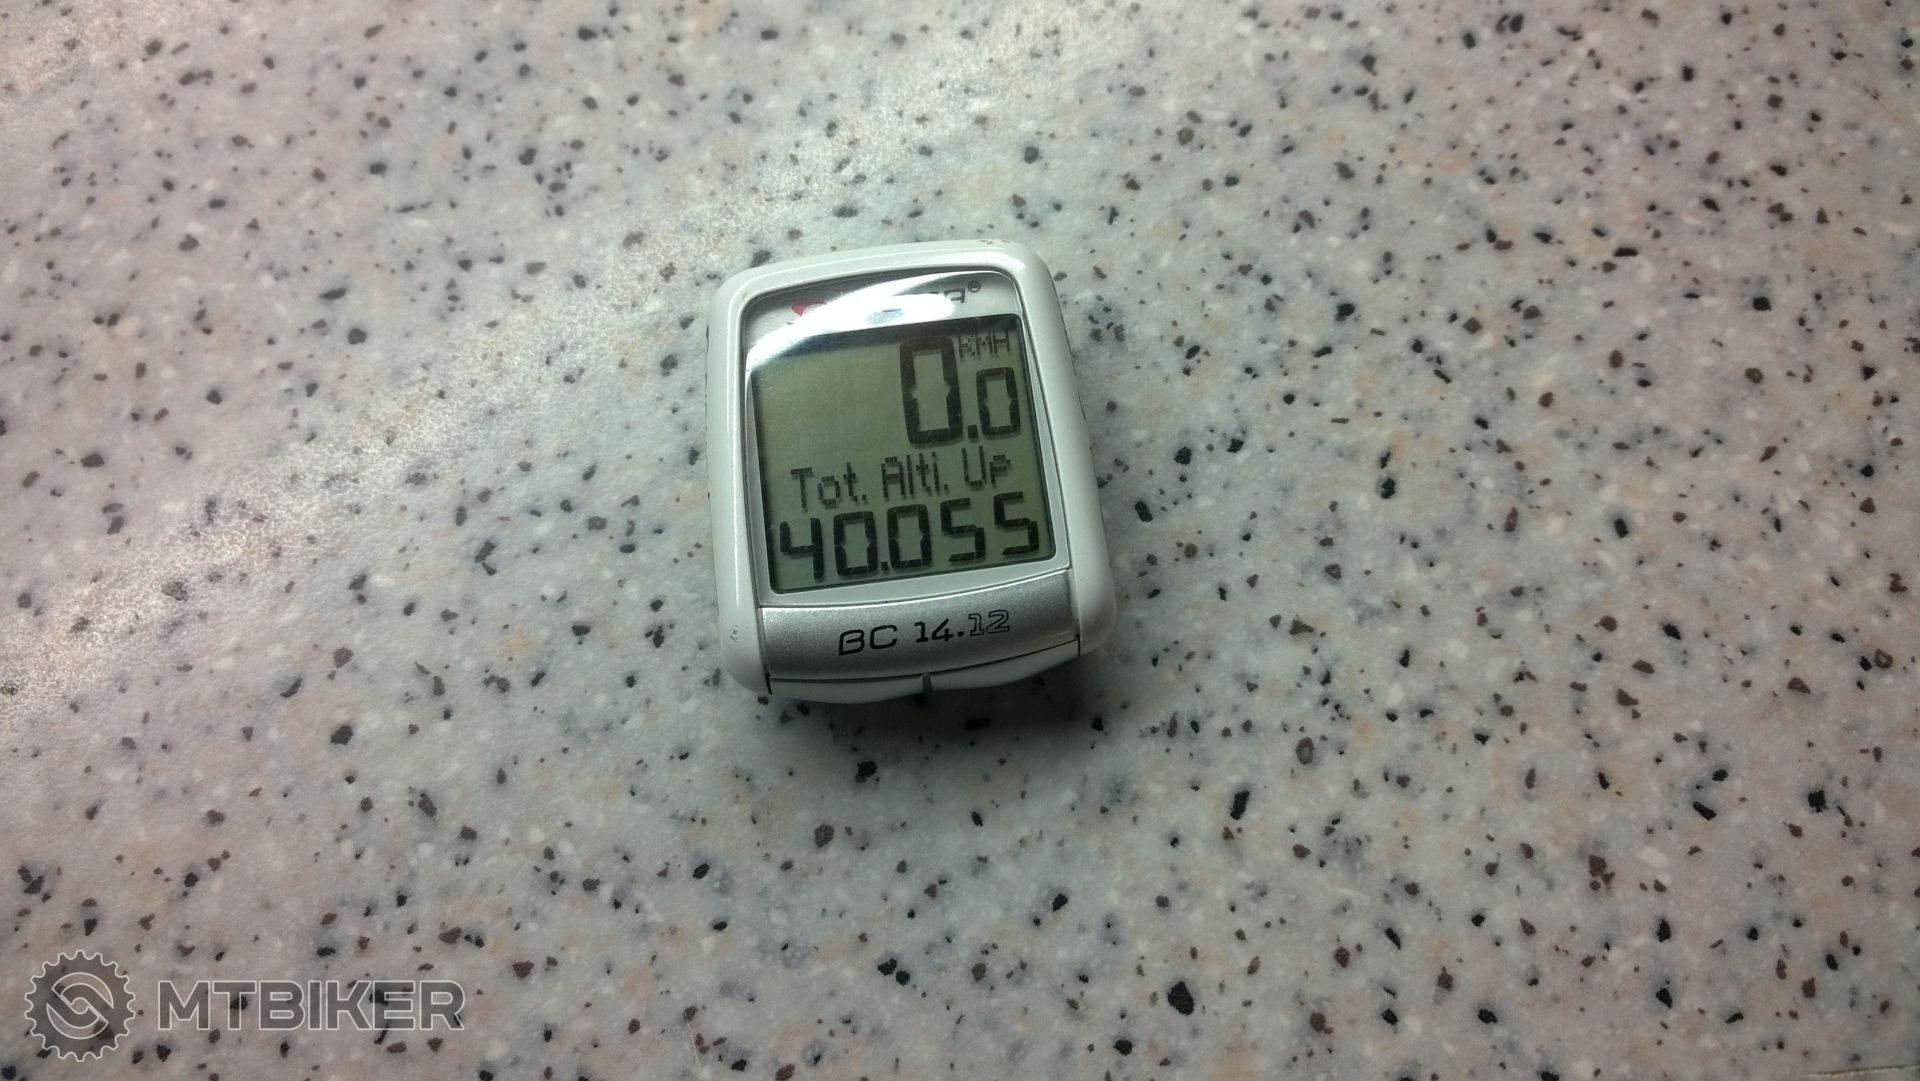 KMH
0.0
Tot. Alti. Up
40.055
BC 14.12
MTBIKER